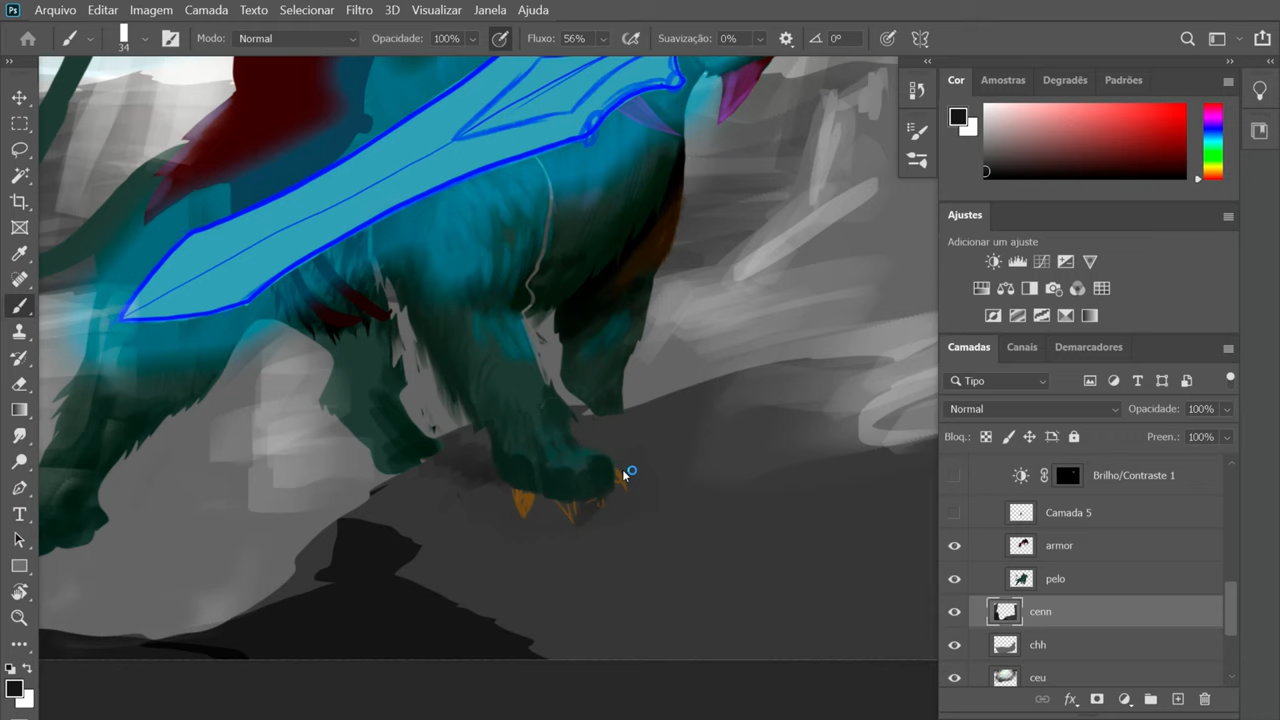 Ps Arquivo Editar Imagem Camada Texto Selecionar Filtro 3D Visualizar Janela Ajuda
34 Modo: Normal Opacidade: 100% Fluxo: 56% Suavização: 0% 0°
Cor Amostras Degradês Padrões
Ajustes
Adicionar um ajuste
Camadas Canais Demarcadores
Tipo
Normal Opacidade: 100%
Bloq.: Preen.: 100%
Brilho/Contraste 1
Camada 5
armor
pelo
cenn
chh
ceu
fx